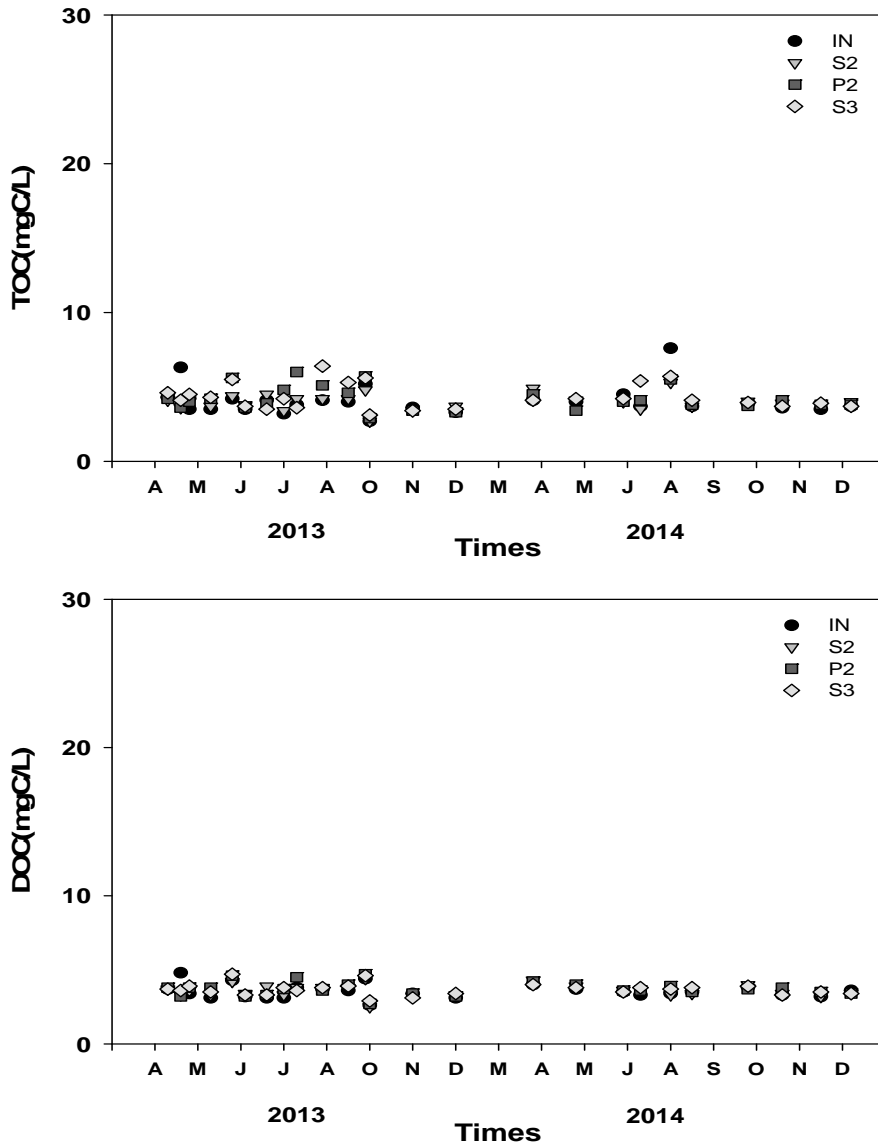 30
20
10
0
TOC(mgC/L)
IN
S2
P2
S3
A M J J A O N D M A M J A S O N D
2013 2014
Times
30
20
10
0
DOC(mgC/L)
IN
S2
P2
S3
A M J J A O N D M A M J A S O N D
2013 2014
Times